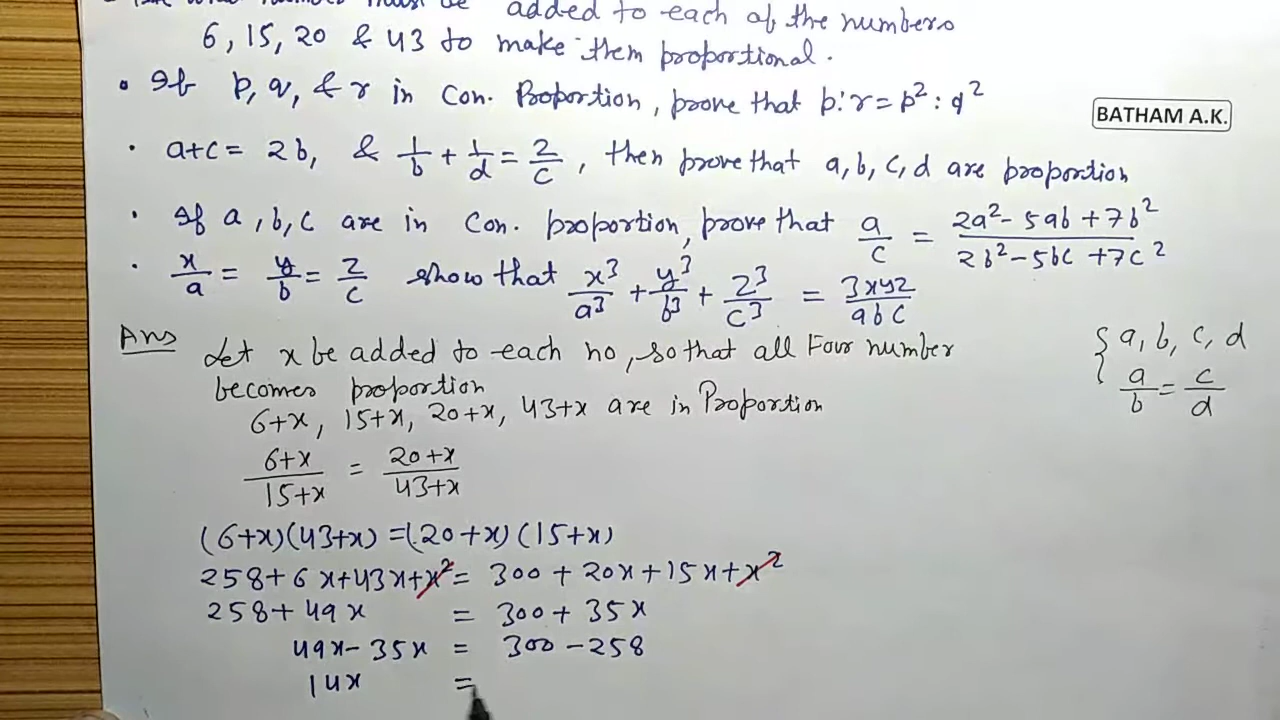 what number must be added to each of the numbers
6, 15, 20 & 43 to make them proportional.
• If p, q, & r in con. Proportion, prove that p:r = p² : q²
BATHAM A.K.
• a+c = 2b, & 1/b + 1/d = 2/c, then prove that a, b, c, d are proportion
• If a, b, c are in con. proportion, prove that a/c = (2a² - 5ab + 7b²)/(2b² - 5bc + 7c²)
• x/a = y/b = z/c show that x³/a³ + y³/b³ + z³/c³ = 3xyz/abc
Ans Let x be added to each no, so that all Four number
becomes proportion
6+x, 15+x, 20+x, 43+x are in Proportion
{ a, b, c, d
a/b = c/d
(6+x)/(15+x) = (20+x)/(43+x)
(6+x)(43+x) = (20+x)(15+x)
258 + 6x + 43x + x² = 300 + 20x + 15x + x²
258 + 49x = 300 + 35x
49x - 35x = 300 - 258
14x =